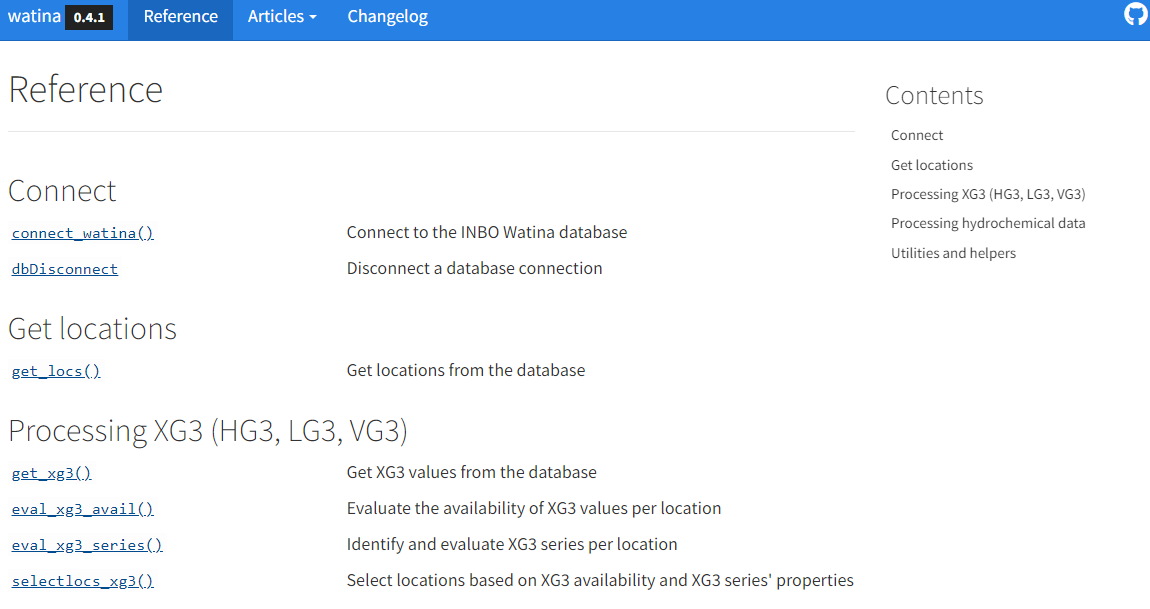 watina 0.4.1 Reference Articles Changelog
Reference
Connect
connect_watina() Connect to the INBO Watina database
dbDisconnect Disconnect a database connection
Get locations
get_locs() Get locations from the database
Processing XG3 (HG3, LG3, VG3)
get_xg3() Get XG3 values from the database
eval_xg3_avail() Evaluate the availability of XG3 values per location
eval_xg3_series() Identify and evaluate XG3 series per location
selectlocs_xg3() Select locations based on XG3 availability and XG3 series' properties
Contents
Connect
Get locations
Processing XG3 (HG3, LG3, VG3)
Processing hydrochemical data
Utilities and helpers